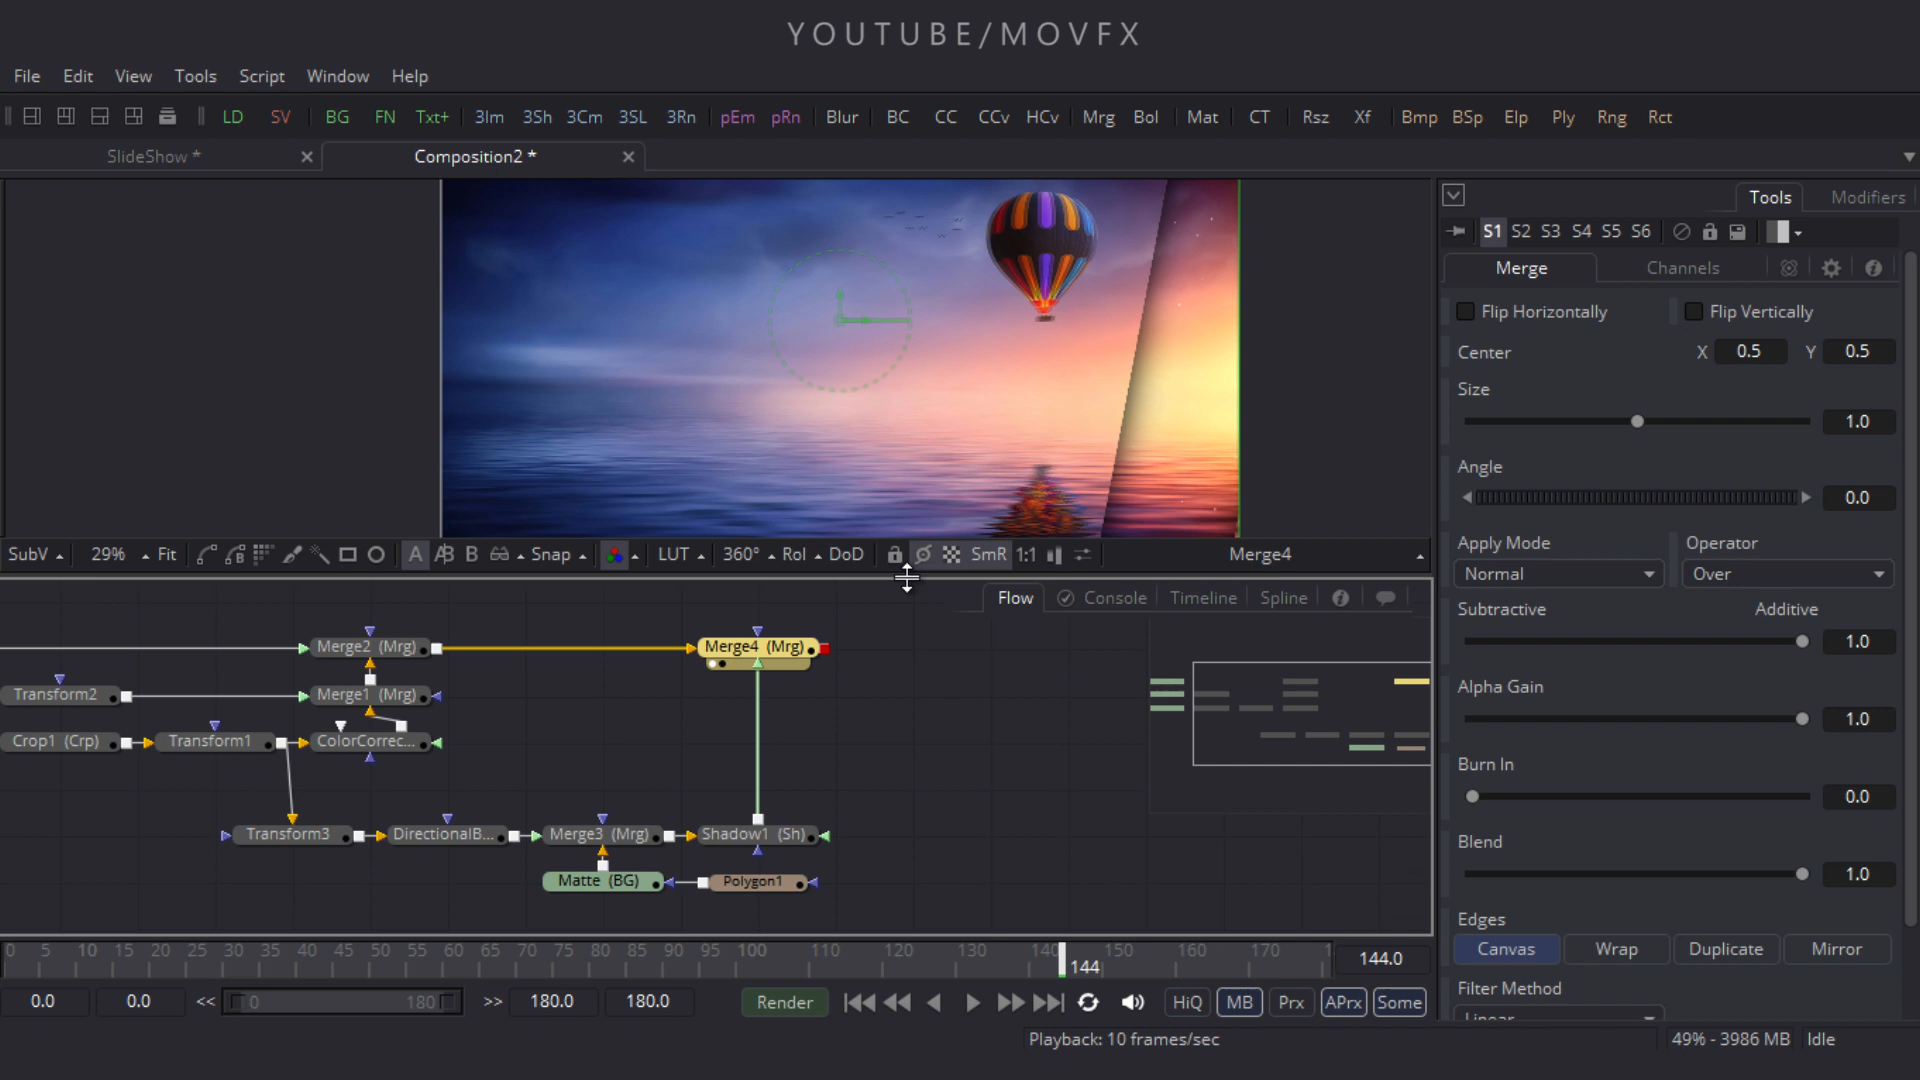 YOUTUBE/MOVFX
File Edit View Tools Script Window Help
LD SV BG FN Txt+ 3Im 3Sh 3Cm 3SL 3Rn pEm pRn Blur BC CC CCv HCv Mrg Bol Mat CT Rsz Xf Bmp BSp Elp Ply Rng Rct
SlideShow * Composition2 *
Tools Modifiers
S1 S2 S3 S4 S5 S6
Merge Channels
Flip Horizontally Flip Vertically
Center X 0.5 Y 0.5
Size
1.0
Angle
0.0
Apply Mode Operator
Normal Over
Subtractive Additive
1.0
Alpha Gain
1.0
Burn In
0.0
Blend
1.0
Edges
Canvas Wrap Duplicate Mirror
Filter Method
Linear
SubV 29% Fit A AB B Snap LUT 360° RoI DoD SmR 1:1 Merge4
Flow Console Timeline Spline
Merge2 (Mrg) Merge4 (Mrg)
Transform2 Merge1 (Mrg)
Crop1 (Crp) Transform1 ColorCorrec...
Transform3 DirectionalB... Merge3 (Mrg) Shadow1 (Sh)
Matte (BG) Polygon1
0 5 10 15 20 25 30 35 40 45 50 55 60 65 70 75 80 85 90 95 100 110 120 130 140 150 160 170 1
144 144.0
0.0 0.0 << 0 180 >> 180.0 180.0 Render HiQ MB Prx APrx Some
Playback: 10 frames/sec 49% - 3986 MB Idle